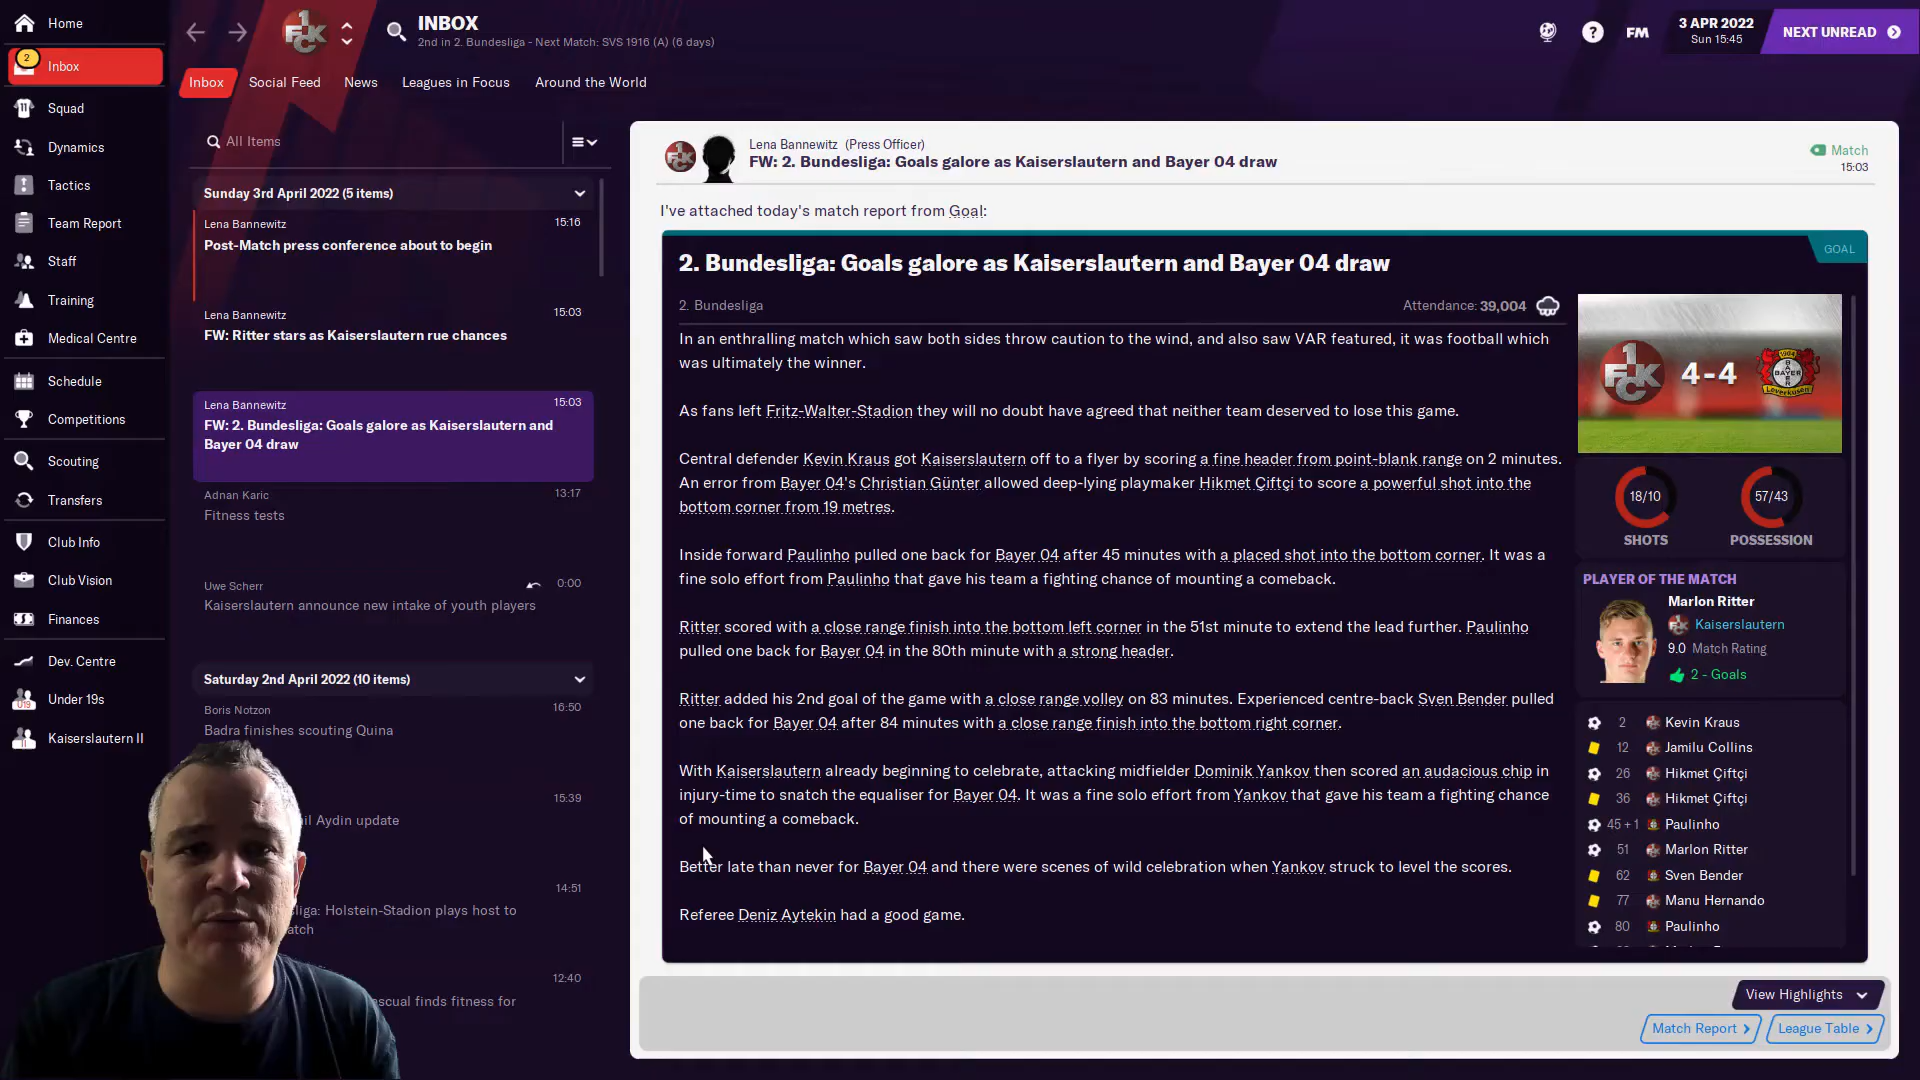 Home
2
Inbox
Squad
Dynamics
Tactics
Team Report
Staff
Training
Medical Centre
Schedule
Competitions
Scouting
Transfers
Club Info
Club Vision
Finances
Dev. Centre
Under 19s
Kaiserslautern II
INBOX
2nd in 2. Bundesliga - Next Match: SVS 1916 (A) (6 days)
FM
3 APR 2022
Sun 15:45
NEXT UNREAD
Inbox Social Feed News Leagues in Focus Around the World
All Items
Sunday 3rd April 2022 (5 items)
Lena Bannewitz 15:16
Post-Match press conference about to begin
Lena Bannewitz 15:03
FW: Ritter stars as Kaiserslautern rue chances
Lena Bannewitz 15:03
FW: 2. Bundesliga: Goals galore as Kaiserslautern and
Bayer 04 draw
Adnan Karic 13:17
Fitness tests
Uwe Scherr 0:00
Kaiserslautern announce new intake of youth players
Saturday 2nd April 2022 (10 items)
Boris Notzon 16:50
Badra finishes scouting Quina
15:39
Aydin update
14:51
liga: Holstein-Stadion plays host to
atch
12:40
ascual finds fitness for
Lena Bannewitz (Press Officer)
FW: 2. Bundesliga: Goals galore as Kaiserslautern and Bayer 04 draw
Match
15:03
I've attached today's match report from Goal:
GOAL
2. Bundesliga: Goals galore as Kaiserslautern and Bayer 04 draw
2. Bundesliga Attendance: 39,004
In an enthralling match which saw both sides throw caution to the wind, and also saw VAR featured, it was football which
was ultimately the winner.
As fans left Fritz-Walter-Stadion they will no doubt have agreed that neither team deserved to lose this game.
Central defender Kevin Kraus got Kaiserslautern off to a flyer by scoring a fine header from point-blank range on 2 minutes.
An error from Bayer 04's Christian Günter allowed deep-lying playmaker Hikmet Çiftçi to score a powerful shot into the
bottom corner from 19 metres.
Inside forward Paulinho pulled one back for Bayer 04 after 45 minutes with a placed shot into the bottom corner. It was a
fine solo effort from Paulinho that gave his team a fighting chance of mounting a comeback.
Ritter scored with a close range finish into the bottom left corner in the 51st minute to extend the lead further. Paulinho
pulled one back for Bayer 04 in the 80th minute with a strong header.
Ritter added his 2nd goal of the game with a close range volley on 83 minutes. Experienced centre-back Sven Bender pulled
one back for Bayer 04 after 84 minutes with a close range finish into the bottom right corner.
With Kaiserslautern already beginning to celebrate, attacking midfielder Dominik Yankov then scored an audacious chip in
injury-time to snatch the equaliser for Bayer 04. It was a fine solo effort from Yankov that gave his team a fighting chance
of mounting a comeback.
Better late than never for Bayer 04 and there were scenes of wild celebration when Yankov struck to level the scores.
Referee Deniz Aytekin had a good game.
4-4
18/10
SHOTS
57/43
POSSESSION
PLAYER OF THE MATCH
Marlon Ritter
Kaiserslautern
9.0 Match Rating
2 - Goals
2 Kevin Kraus
12 Jamilu Collins
26 Hikmet Çiftçi
36 Hikmet Çiftçi
45 + 1 Paulinho
51 Marlon Ritter
62 Sven Bender
77 Manu Hernando
80 Paulinho
View Highlights
Match Report
League Table